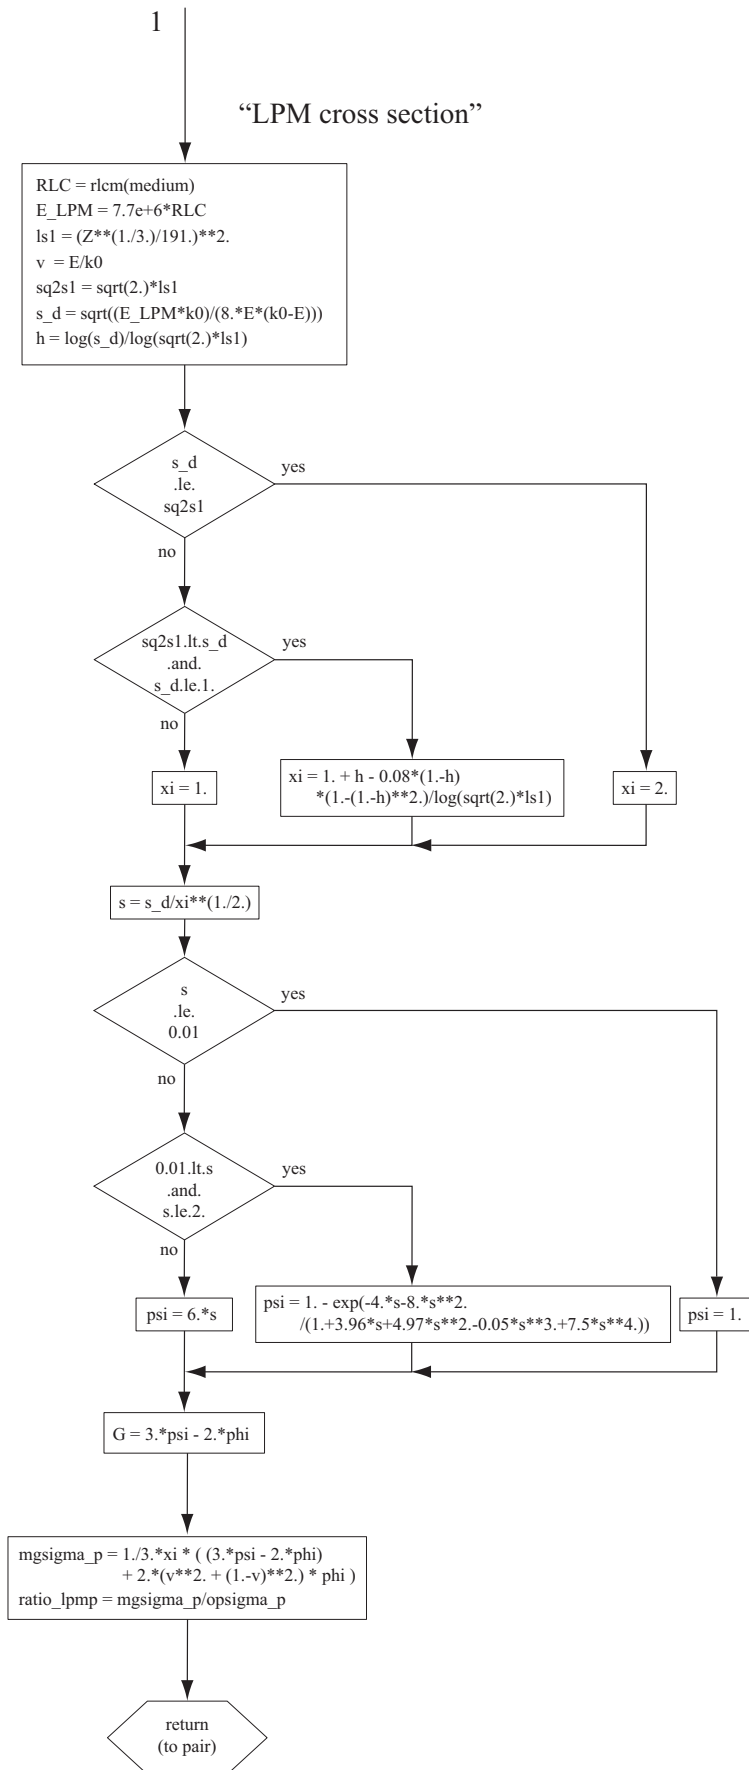 1
“LPM cross section”
RLC = rlcm(medium)
E_LPM = 7.7e+6*RLC
ls1 = (Z**(1./3.)/191.)**2.
v = E/k0
sq2s1 = sqrt(2.)*ls1
s_d = sqrt((E_LPM*k0)/(8.*E*(k0-E)))
h = log(s_d)/log(sqrt(2.)*ls1)
s_d
.le.
sq2s1
yes
no
sq2s1.lt.s_d
.and.
s_d.le.1.
yes
no
xi = 1.
xi = 1. + h - 0.08*(1.-h)
*(1.-(1.-h)**2.)/log(sqrt(2.)*ls1)
xi = 2.
s = s_d/xi**(1./2.)
s
.le.
0.01
yes
no
0.01.lt.s
.and.
s.le.2.
yes
no
psi = 6.*s
psi = 1. - exp(-4.*s-8.*s**2.
/(1.+3.96*s+4.97*s**2.-0.05*s**3.+7.5*s**4.))
psi = 1.
G = 3.*psi - 2.*phi
mgsigma_p = 1./3.*xi * ( (3.*psi - 2.*phi)
+ 2.*(v**2. + (1.-v)**2.) * phi )
ratio_lpmp = mgsigma_p/opsigma_p
return
(to pair)